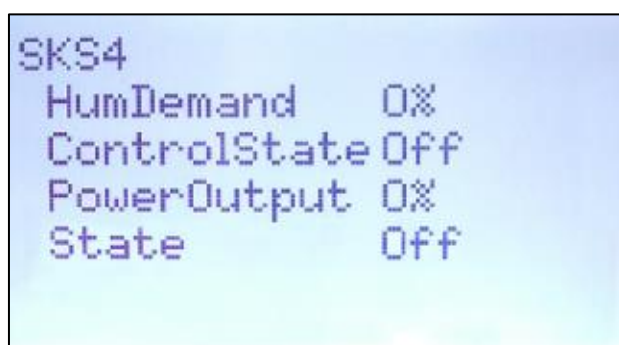 SKS4
HumDemand 0%
ControlState Off
PowerOutput 0%
State Off